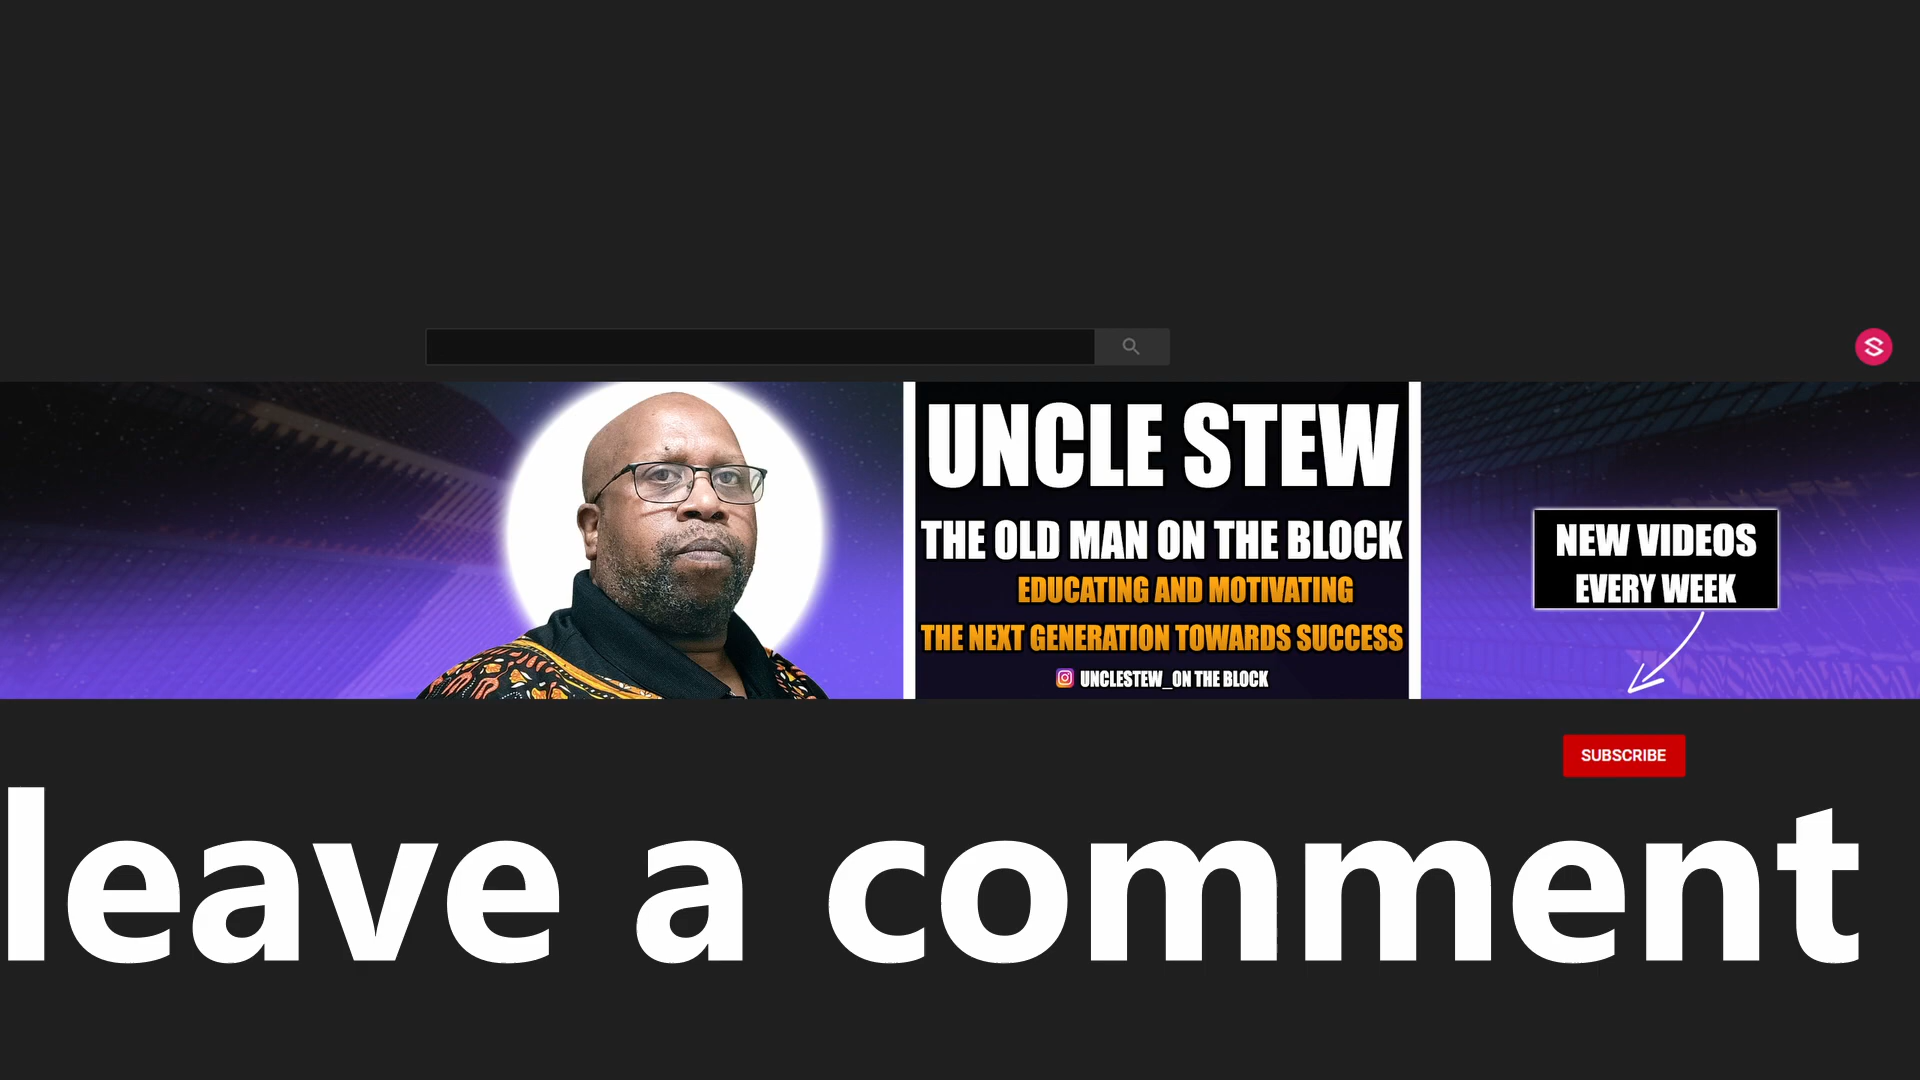 UNCLE STEW
THE OLD MAN ON THE BLOCK
EDUCATING AND MOTIVATING
THE NEXT GENERATION TOWARDS SUCCESS
UNCLESTEW_ON THE BLOCK
NEW VIDEOS
EVERY WEEK
SUBSCRIBE
leave a comment